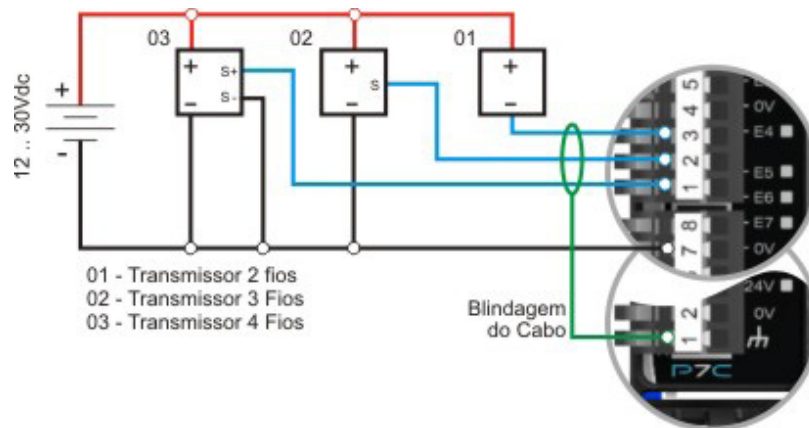 03
02
01
+
S+
S-
-
+
S
-
+
-
12 .. 30Vdc
+
-
5
4
3
2
1
8
7
0V
E4
E5
E6
E7
0V
24V
0V
2
1
P7C
01 - Transmissor 2 fios
02 - Transmissor 3 Fios
03 - Transmissor 4 Fios
Blindagem
do Cabo